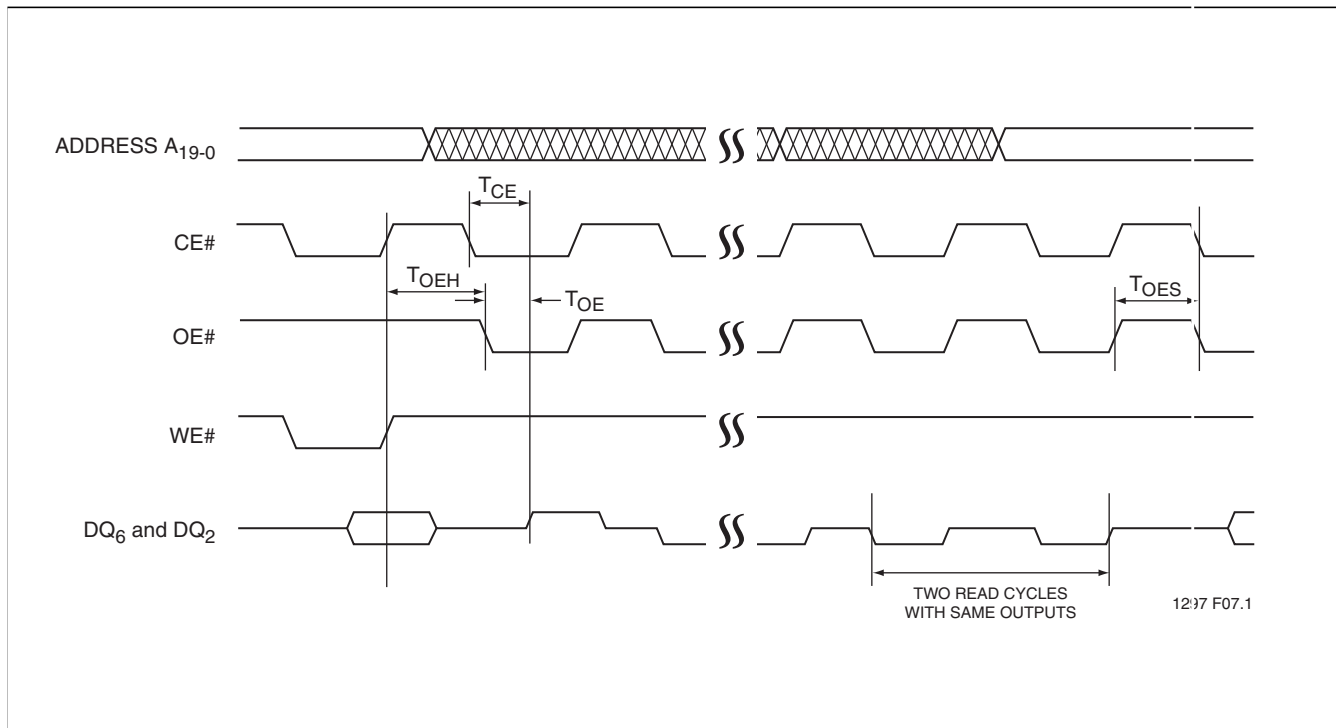 ADDRESS A19-0
TCE
CE#
TOEH
TOE
TOES
OE#
WE#
DQ6 and DQ2
TWO READ CYCLES
WITH SAME OUTPUTS
1297 F07.1